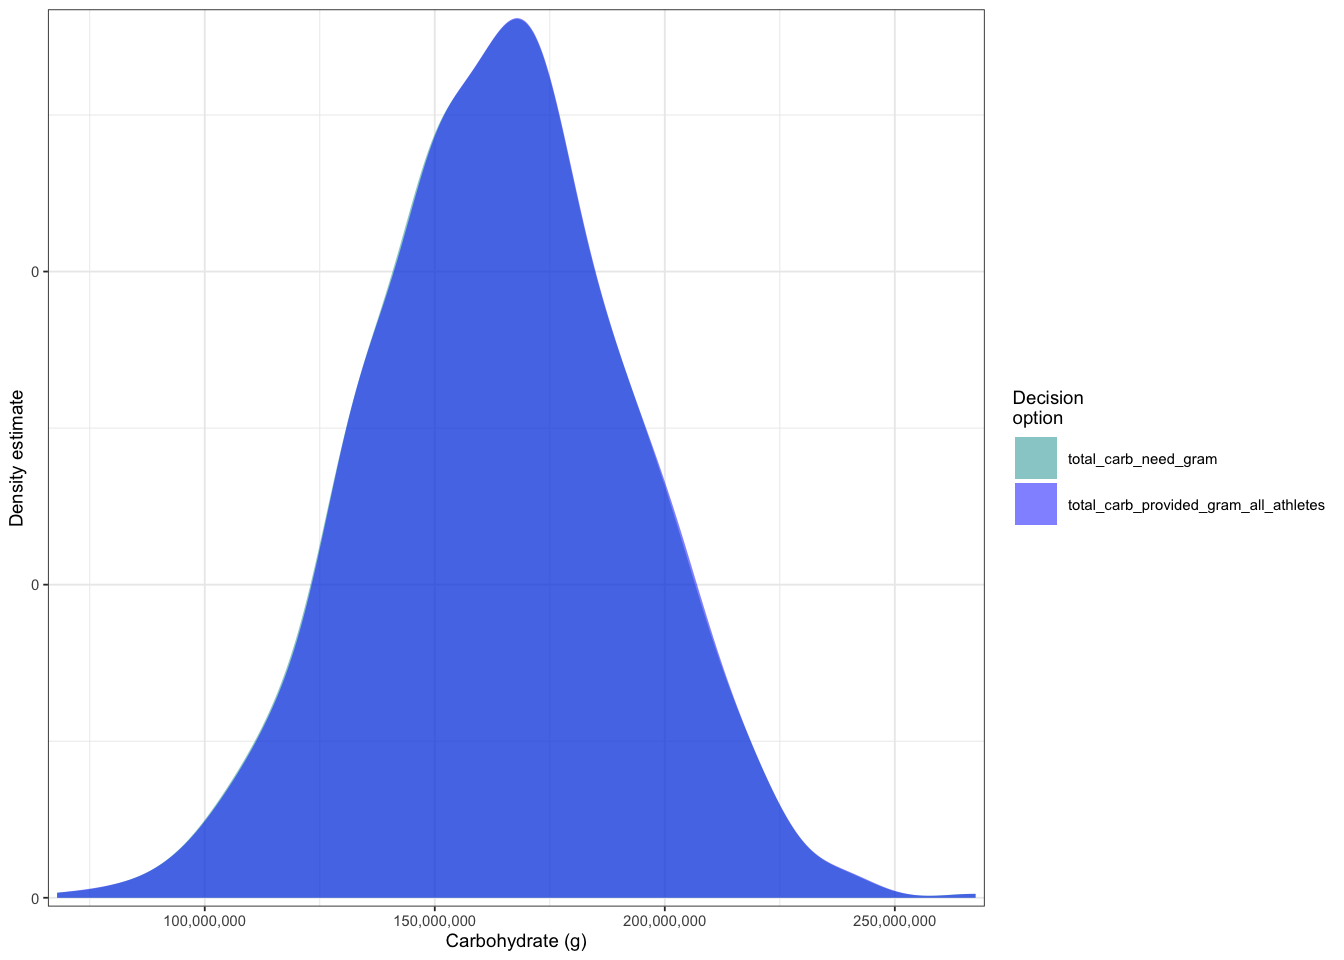 Density estimate
0
0
0
100,000,000
150,000,000
200,000,000
250,000,000
Carbohydrate (g)
Decision
option
total_carb_need_gram
total_carb_provided_gram_all_athletes